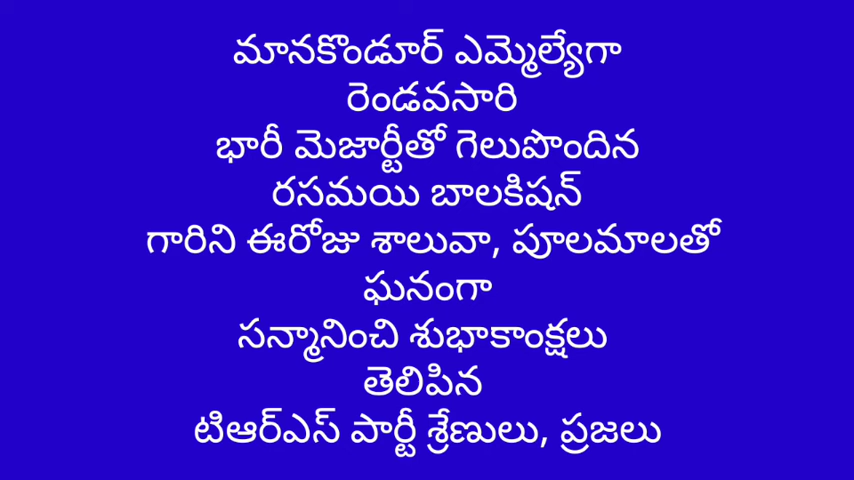 మానకొండూర్ ఎమ్మెల్యేగా
రెండవసారి
భారీ మెజార్టీతో గెలుపొందిన
రసమయి బాలకిషన్
గారిని ఈరోజు శాలువా, పూలమాలతో
ఘనంగా
సన్మానించి శుభాకాంక్షలు
తెలిపిన
టిఆర్ఎస్ పార్టీ శ్రేణులు, ప్రజలు